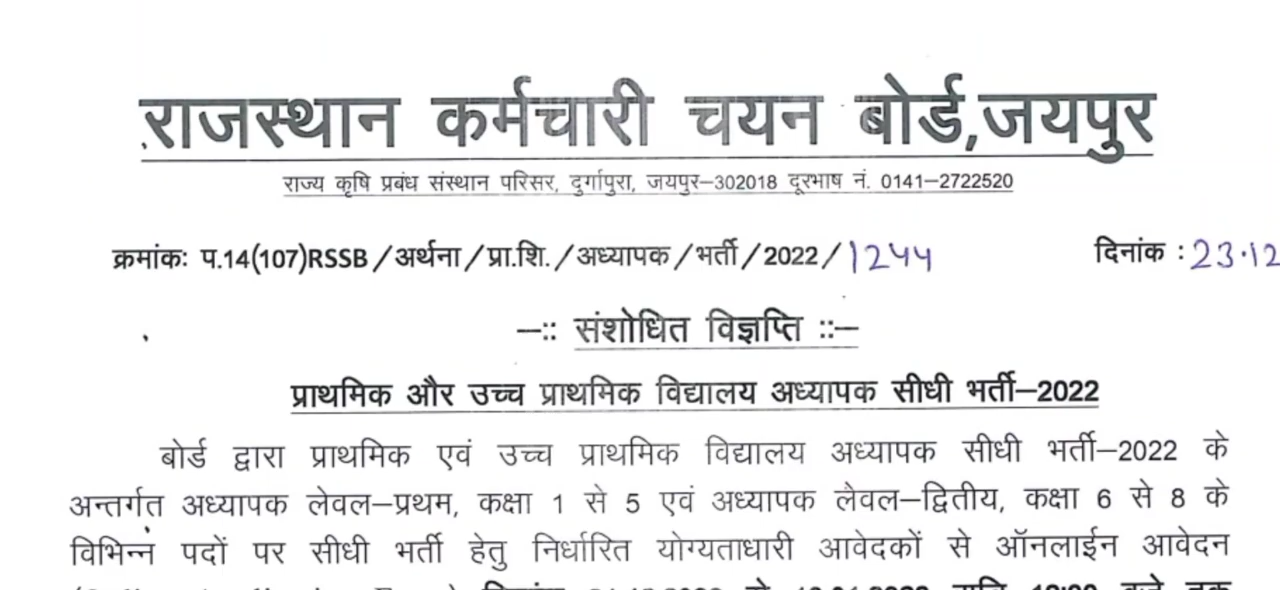 राजस्थान कर्मचारी चयन बोर्ड,जयपुर
राज्य कृषि प्रबंध संस्थान परिसर, दुर्गापुरा, जयपुर–302018 दूरभाष नं. 0141–2722520
क्रमांकः प.14(107)RSSB/अर्थना/प्रा.शि./अध्यापक/भर्ती/2022/1244 दिनांक : 23.12
–:: संशोधित विज्ञप्ति ::–
प्राथमिक और उच्च प्राथमिक विद्यालय अध्यापक सीधी भर्ती–2022
बोर्ड द्वारा प्राथमिक एवं उच्च प्राथमिक विद्यालय अध्यापक सीधी भर्ती–2022 के
अन्तर्गत अध्यापक लेवल–प्रथम, कक्षा 1 से 5 एवं अध्यापक लैवल–द्वितीय, कक्षा 6 से 8 के
विभिन्न पदों पर सीधी भर्ती हेतु निर्धारित योग्यताधारी आवेदकों से ऑनलाईन आवेदन